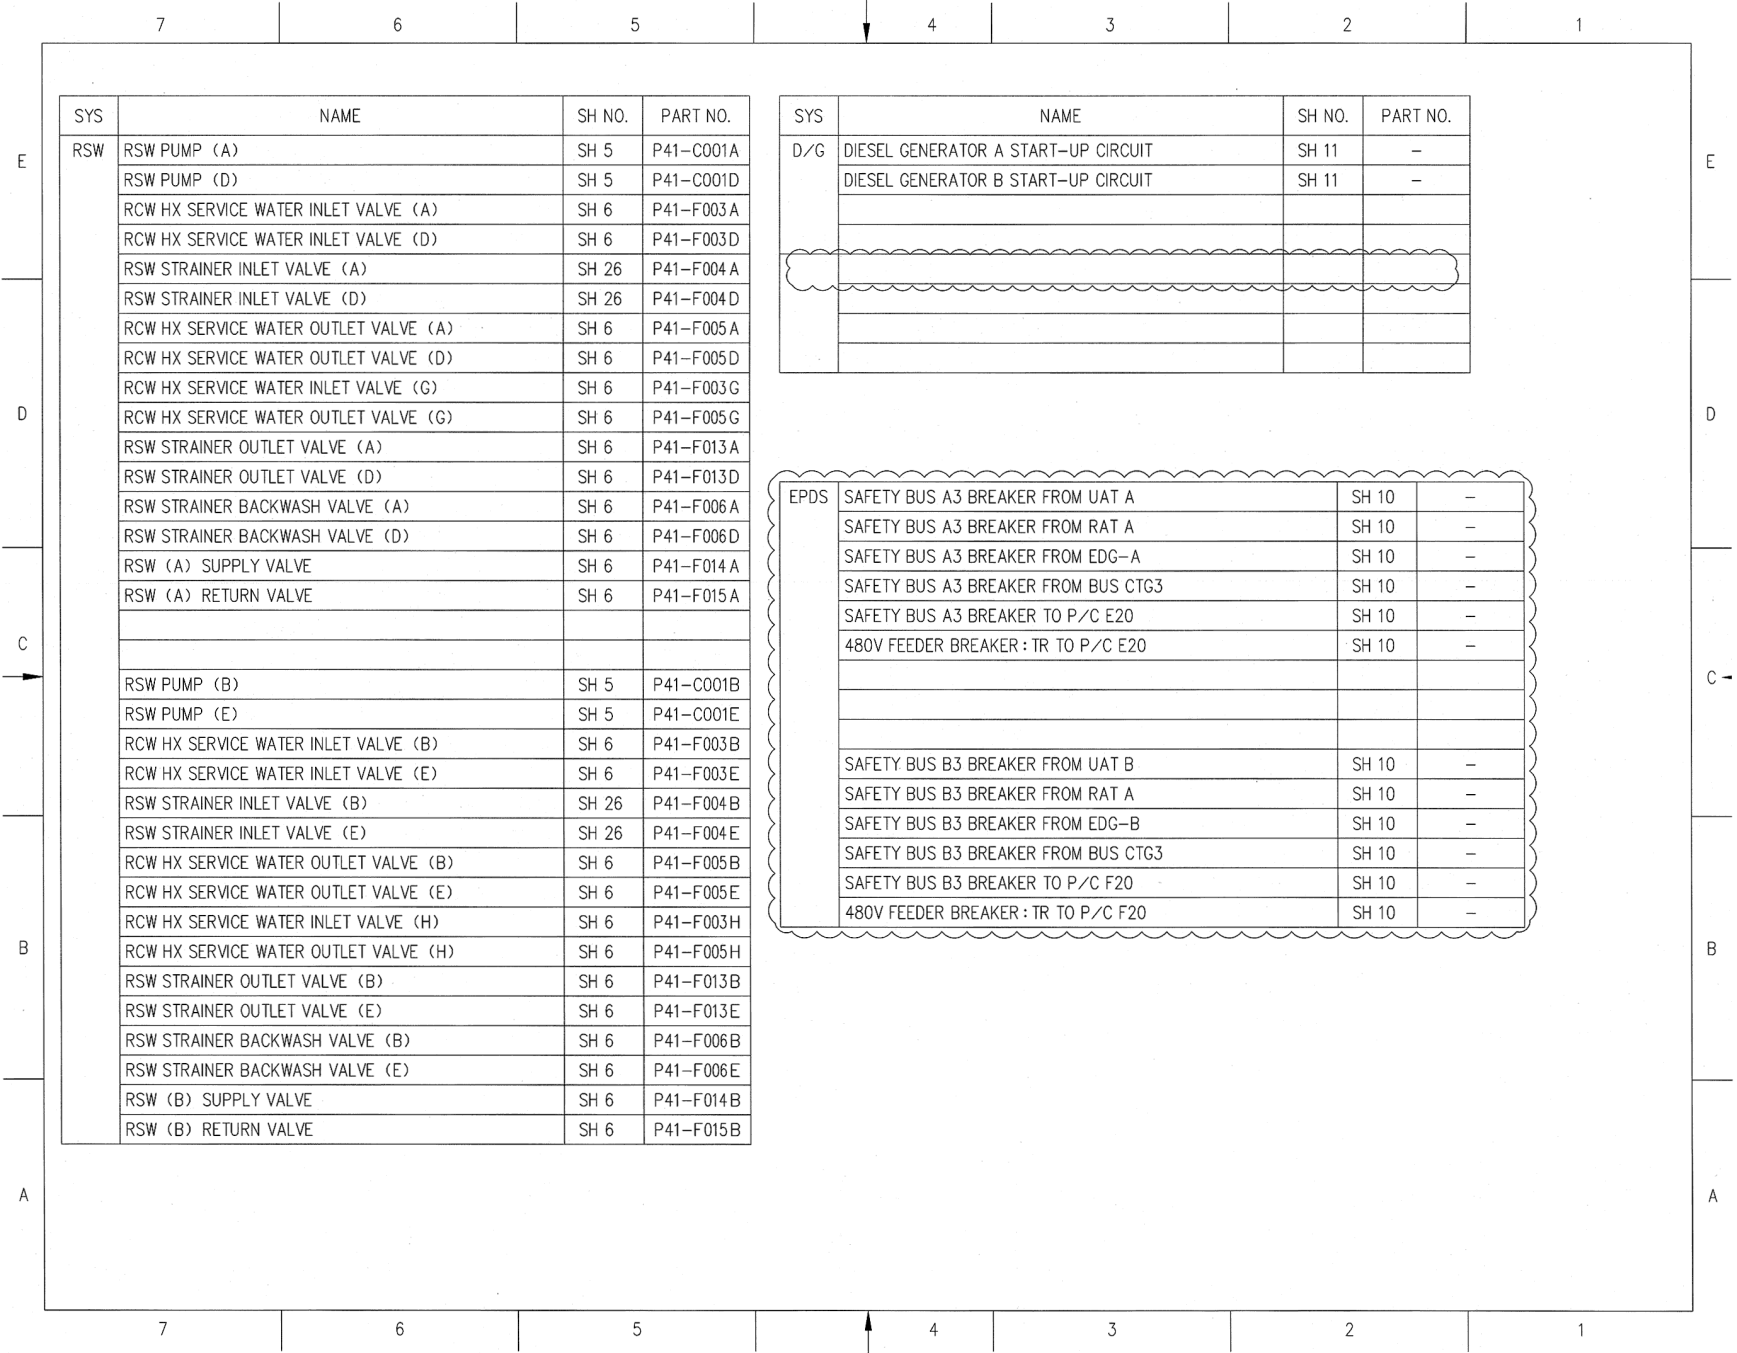 7 6 5 4 3 2 1
E
D
C
B
A
SYS NAME SH NO. PART NO.
RSW RSW PUMP (A) SH 5 P41-C001A
RSW PUMP (D) SH 5 P41-C001D
RCW HX SERVICE WATER INLET VALVE (A) SH 6 P41-F003A
RCW HX SERVICE WATER INLET VALVE (D) SH 6 P41-F003D
RSW STRAINER INLET VALVE (A) SH 26 P41-F004A
RSW STRAINER INLET VALVE (D) SH 26 P41-F004D
RCW HX SERVICE WATER OUTLET VALVE (A) SH 6 P41-F005A
RCW HX SERVICE WATER OUTLET VALVE (D) SH 6 P41-F005D
RCW HX SERVICE WATER INLET VALVE (G) SH 6 P41-F003G
RCW HX SERVICE WATER OUTLET VALVE (G) SH 6 P41-F005G
RSW STRAINER OUTLET VALVE (A) SH 6 P41-F013A
RSW STRAINER OUTLET VALVE (D) SH 6 P41-F013D
RSW STRAINER BACKWASH VALVE (A) SH 6 P41-F006A
RSW STRAINER BACKWASH VALVE (D) SH 6 P41-F006D
RSW (A) SUPPLY VALVE SH 6 P41-F014A
RSW (A) RETURN VALVE SH 6 P41-F015A
RSW PUMP (B) SH 5 P41-C001B
RSW PUMP (E) SH 5 P41-C001E
RCW HX SERVICE WATER INLET VALVE (B) SH 6 P41-F003B
RCW HX SERVICE WATER INLET VALVE (E) SH 6 P41-F003E
RSW STRAINER INLET VALVE (B) SH 26 P41-F004B
RSW STRAINER INLET VALVE (E) SH 26 P41-F004E
RCW HX SERVICE WATER OUTLET VALVE (B) SH 6 P41-F005B
RCW HX SERVICE WATER OUTLET VALVE (E) SH 6 P41-F005E
RCW HX SERVICE WATER INLET VALVE (H) SH 6 P41-F003H
RCW HX SERVICE WATER OUTLET VALVE (H) SH 6 P41-F005H
RSW STRAINER OUTLET VALVE (B) SH 6 P41-F013B
RSW STRAINER OUTLET VALVE (E) SH 6 P41-F013E
RSW STRAINER BACKWASH VALVE (B) SH 6 P41-F006B
RSW STRAINER BACKWASH VALVE (E) SH 6 P41-F006E
RSW (B) SUPPLY VALVE SH 6 P41-F014B
RSW (B) RETURN VALVE SH 6 P41-F015B
SYS NAME SH NO. PART NO.
D/G DIESEL GENERATOR A START-UP CIRCUIT SH 11 -
DIESEL GENERATOR B START-UP CIRCUIT SH 11 -
EPDS SAFETY BUS A3 BREAKER FROM UAT A SH 10 -
SAFETY BUS A3 BREAKER FROM RAT A SH 10 -
SAFETY BUS A3 BREAKER FROM EDG-A SH 10 -
SAFETY BUS A3 BREAKER FROM BUS CTG3 SH 10 -
SAFETY BUS A3 BREAKER TO P/C E20 SH 10 -
480V FEEDER BREAKER : TR TO P/C E20 SH 10 -
SAFETY BUS B3 BREAKER FROM UAT B SH 10 -
SAFETY BUS B3 BREAKER FROM RAT A SH 10 -
SAFETY BUS B3 BREAKER FROM EDG-B SH 10 -
SAFETY BUS B3 BREAKER FROM BUS CTG3 SH 10 -
SAFETY BUS B3 BREAKER TO P/C F20 SH 10 -
480V FEEDER BREAKER : TR TO P/C F20 SH 10 -
E
D
C
B
A
7 6 5 4 3 2 1